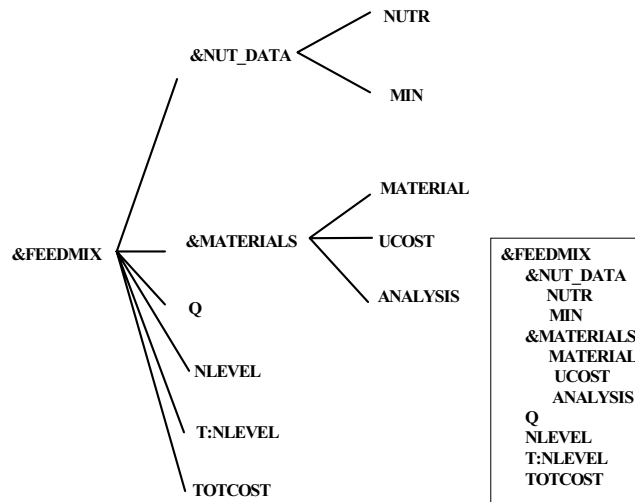 NUTR
&NUT_DATA
MIN
MATERIAL
&MATERIALS
UCOST
&FEEDMIX
ANALYSIS
Q
NLEVEL
T:NLEVEL
TOTCOST
&FEEDMIX
&NUT_DATA
NUTR
MIN
&MATERIALS
MATERIAL
UCOST
ANALYSIS
Q
NLEVEL
T:NLEVEL
TOTCOST